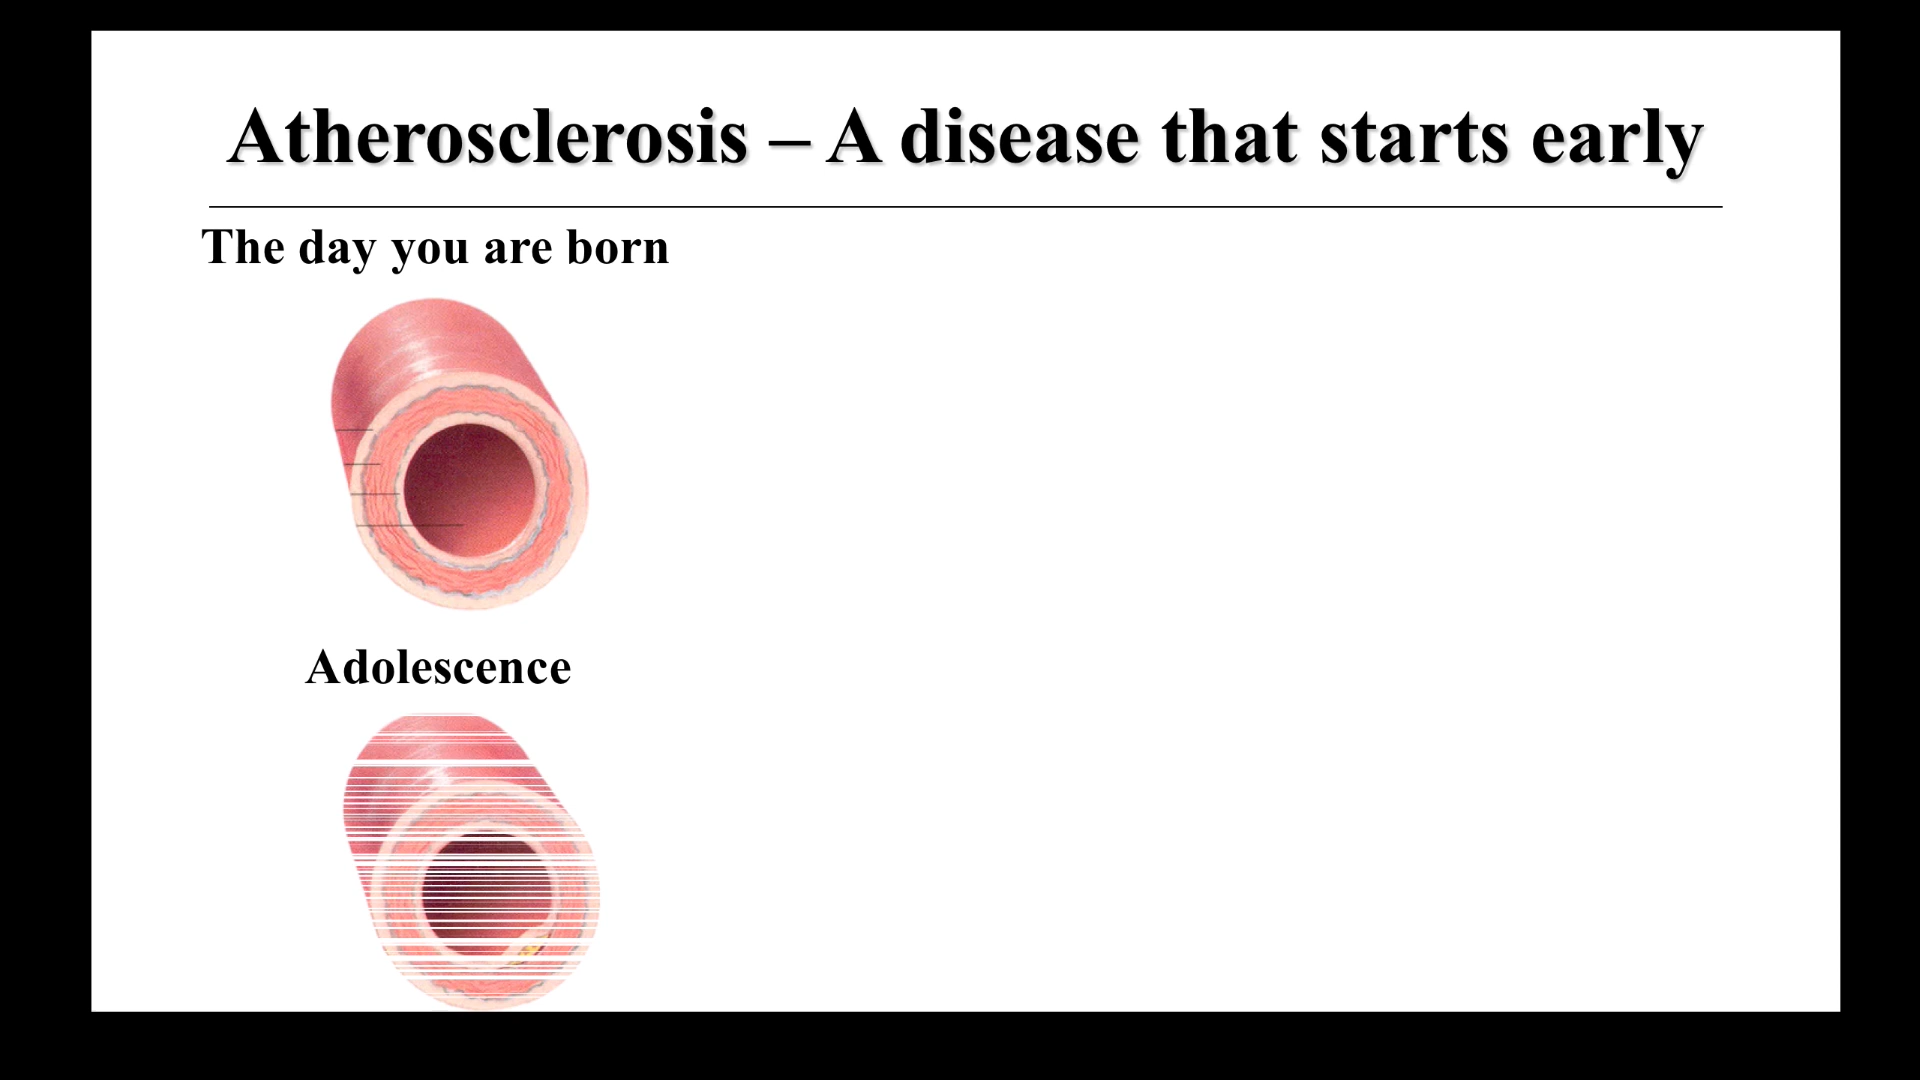 Atherosclerosis – A disease that starts early
The day you are born
Adolescence